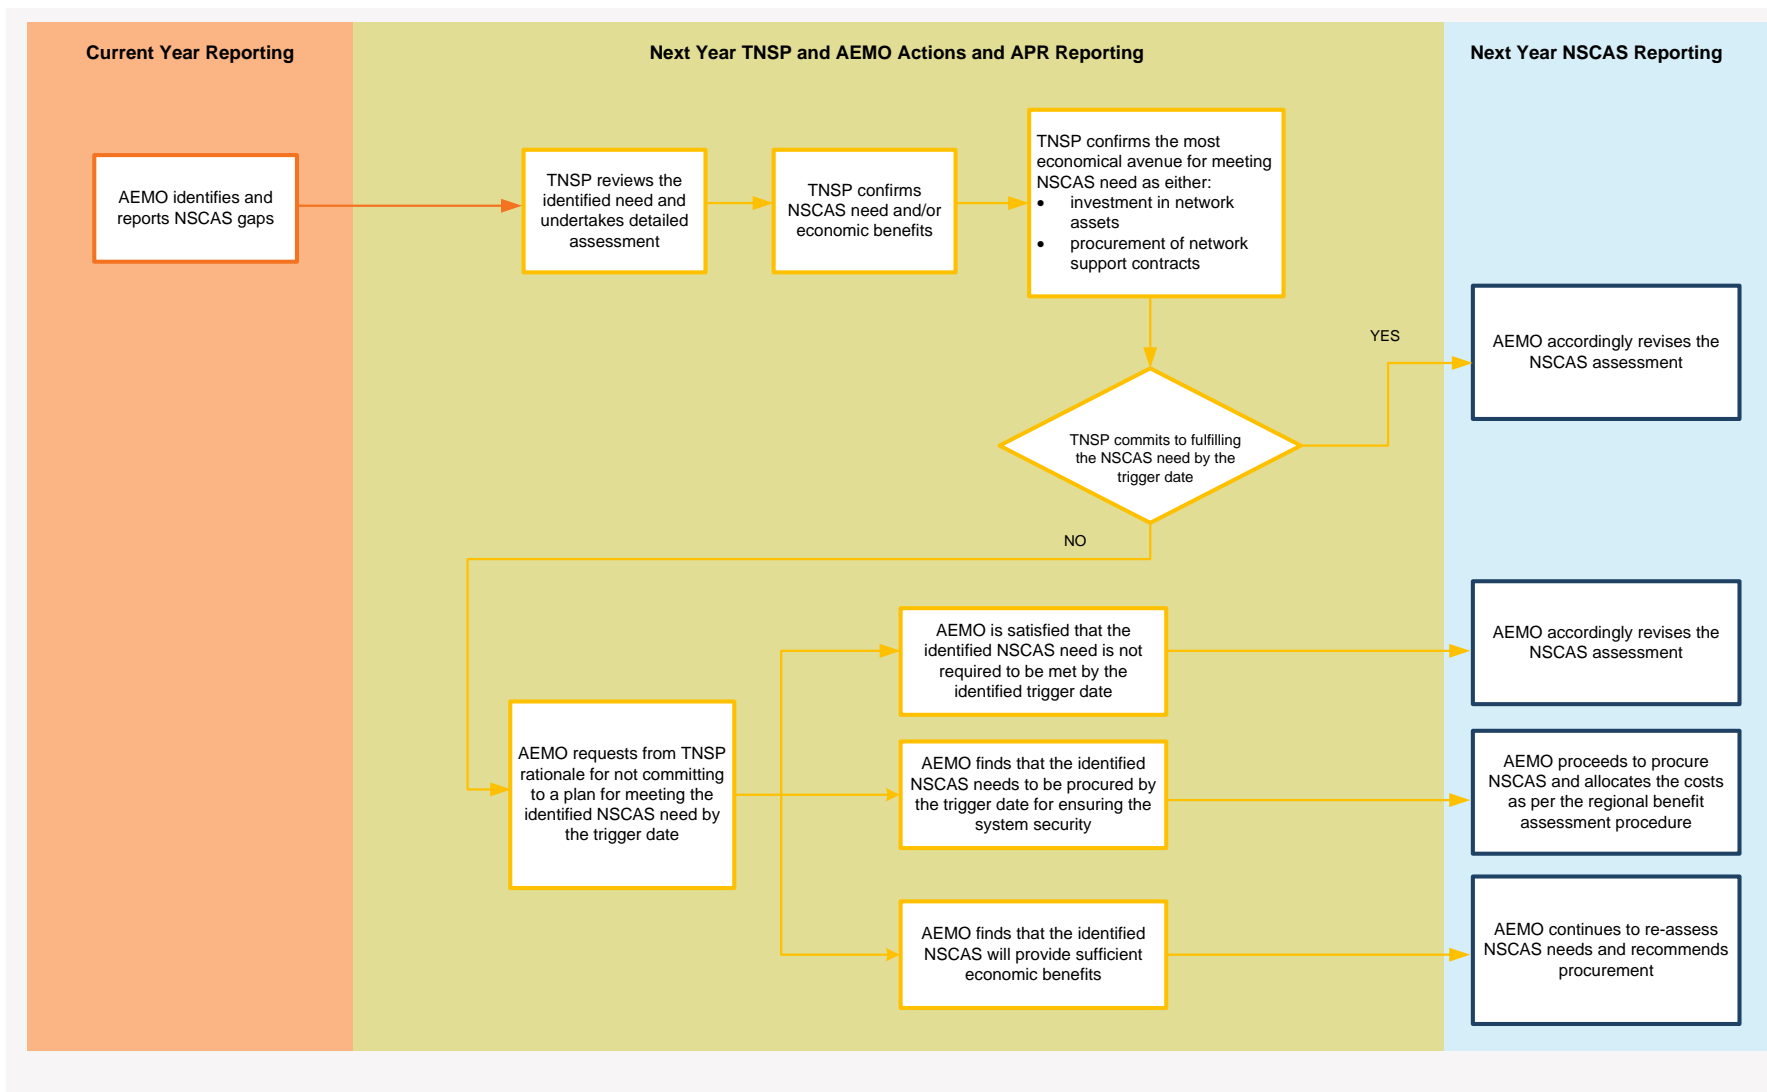 Current Year Reporting
Next Year TNSP and AEMO Actions and APR Reporting
Next Year NSCAS Reporting
AEMO identifies and
reports NSCAS gaps
TNSP reviews the
identified need and
undertakes detailed
assessment
TNSP confirms
NSCAS need and/or
economic benefits
TNSP confirms the most
economical avenue for meeting
NSCAS need as either:
• investment in network
assets
• procurement of network
support contracts
YES
AEMO accordingly revises the
NSCAS assessment
TNSP commits to fulfilling
the NSCAS need by the
trigger date
NO
AEMO requests from TNSP
rationale for not committing
to a plan for meeting the
identified NSCAS need by
the trigger date
AEMO is satisfied that the
identified NSCAS need is not
required to be met by the
identified trigger date
AEMO accordingly revises the
NSCAS assessment
AEMO finds that the identified
NSCAS needs to be procured by
the trigger date for ensuring the
system security
AEMO proceeds to procure
NSCAS and allocates the costs
as per the regional benefit
assessment procedure
AEMO finds that the identified
NSCAS will provide sufficient
economic benefits
AEMO continues to re-assess
NSCAS needs and recommends
procurement